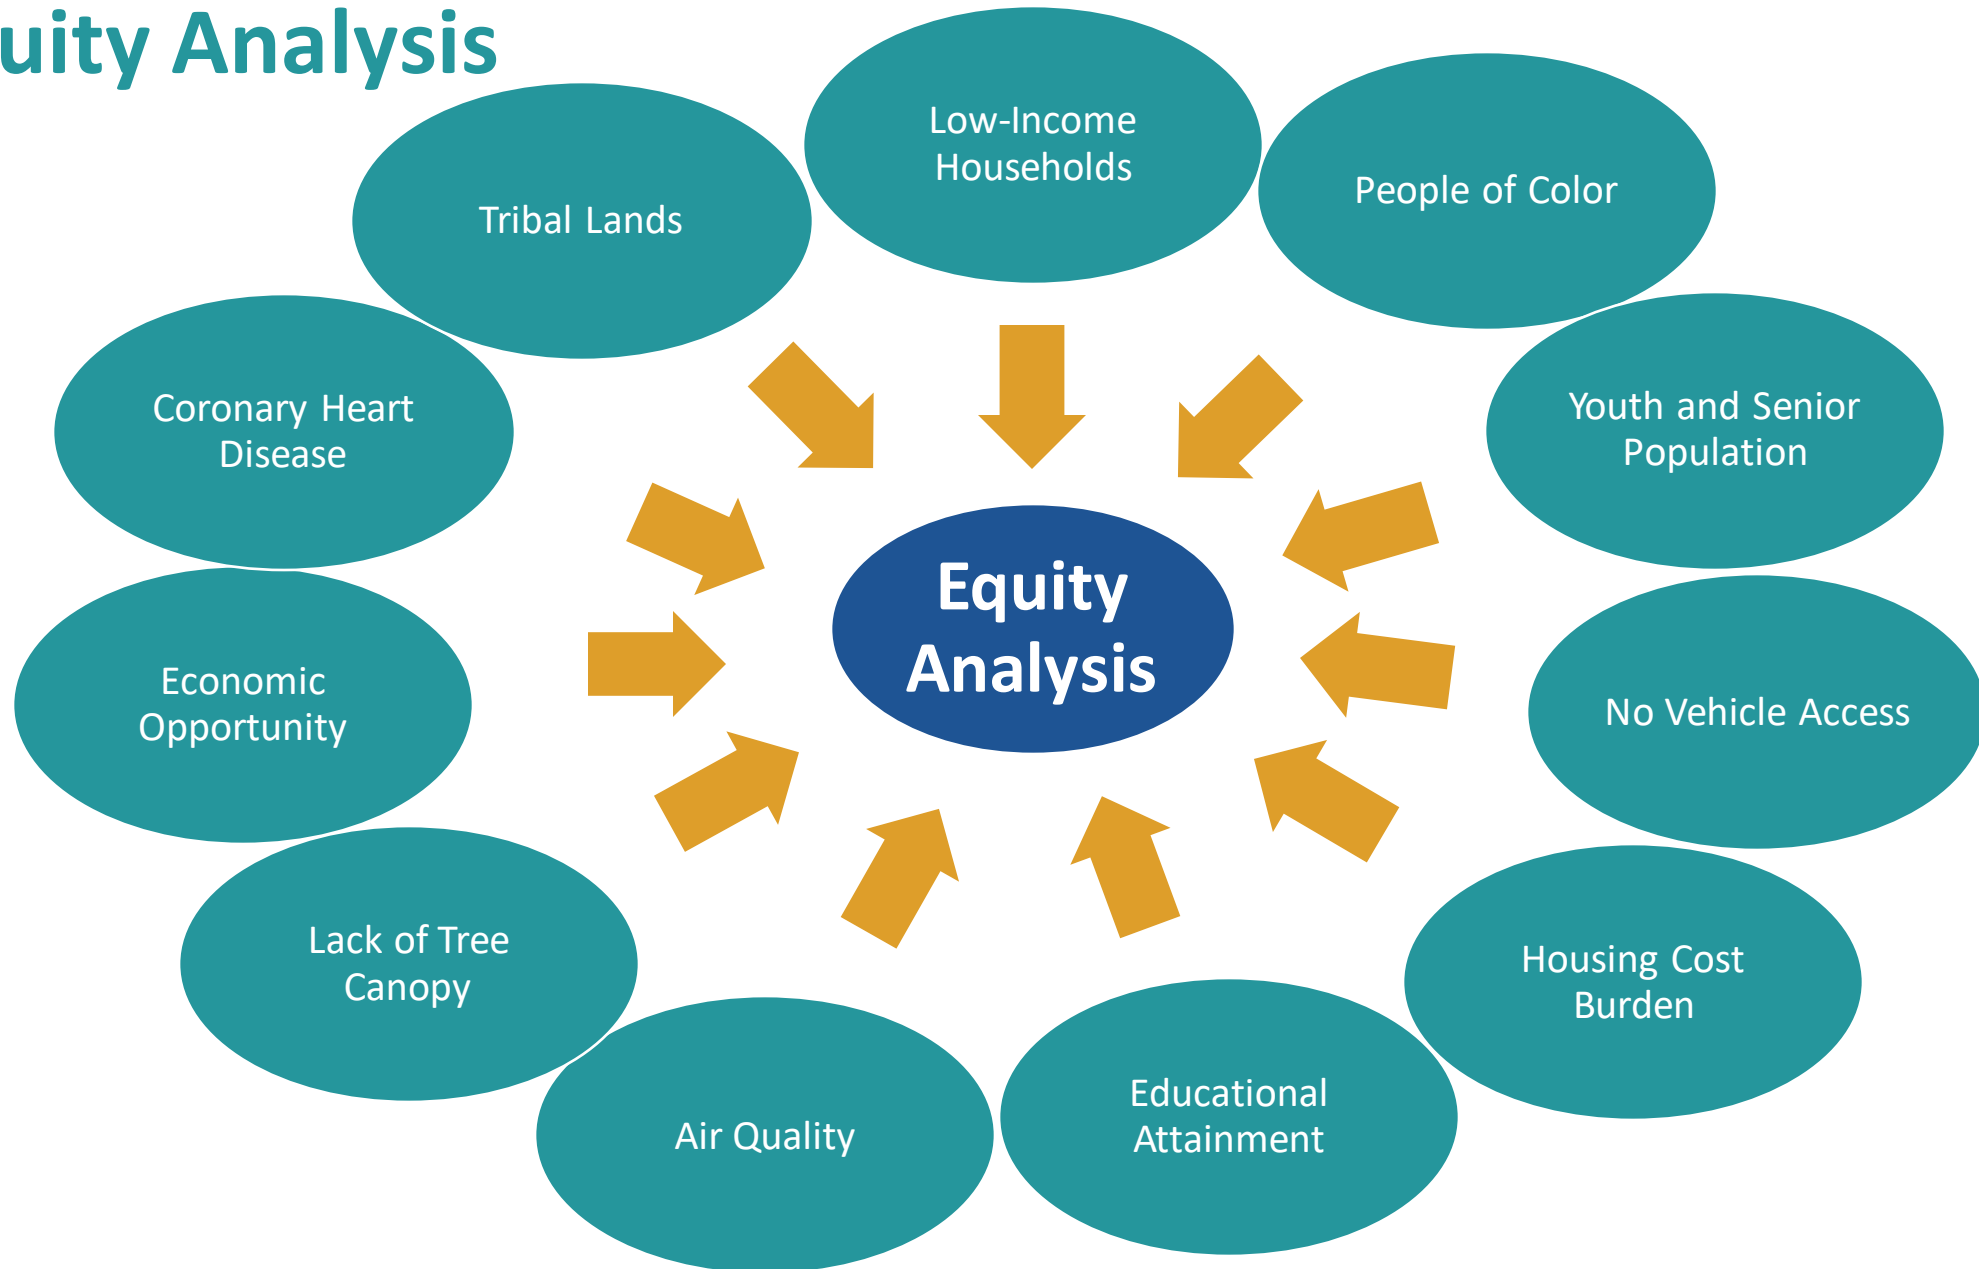 uity Analysis
Low-Income
Households
People of Color
Tribal Lands
Youth and Senior
Population
Coronary Heart
Disease
Equity
Analysis
No Vehicle Access
Economic
Opportunity
Housing Cost
Burden
Lack of Tree
Canopy
Educational
Attainment
Air Quality